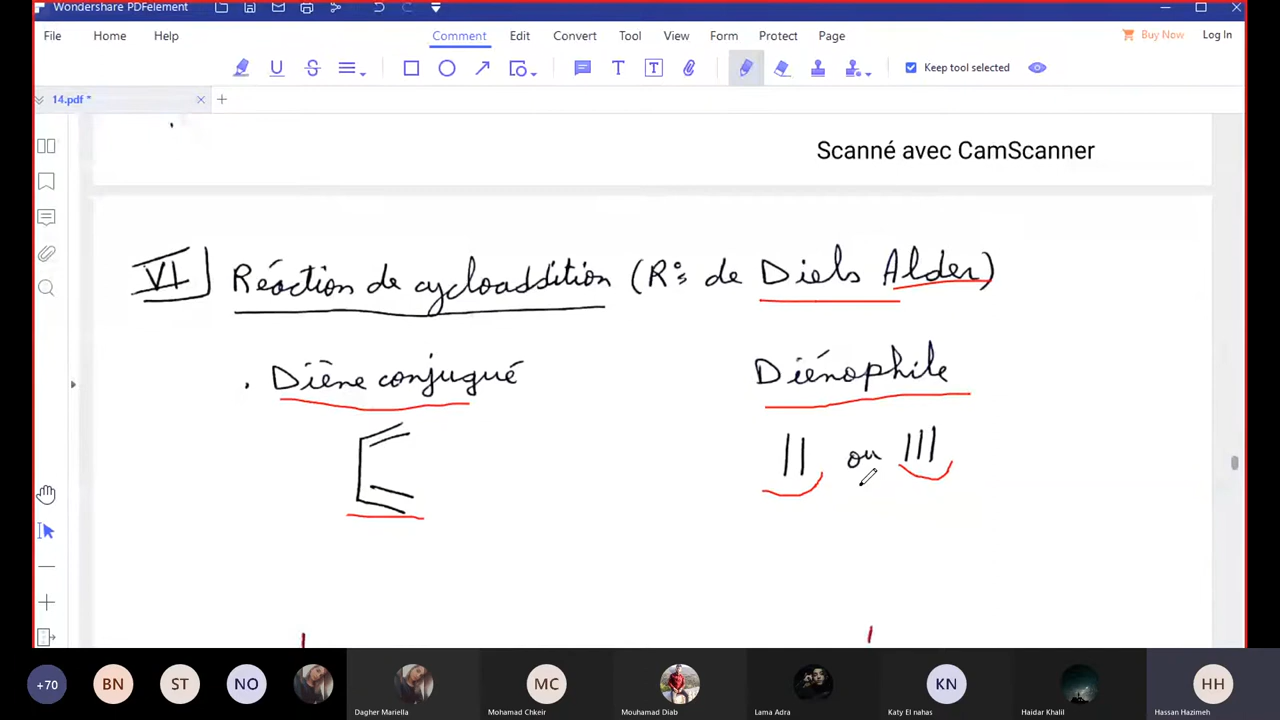 Wondershare PDFelement
File Home Help Comment Edit Convert Tool View Form Protect Page Buy Now Log In
Keep tool selected
14.pdf *
Scanné avec CamScanner
VI Réaction de cycloaddition (R° de Diels Alder)
. Diène conjugué Diénophile
ou
+70 BN ST NO MC KN HH
Dagher Mariella Mohamad Chkeir Mouhamad Diab Lama Adra Katy El nahas Haidar Khalil Hassan Hazimeh